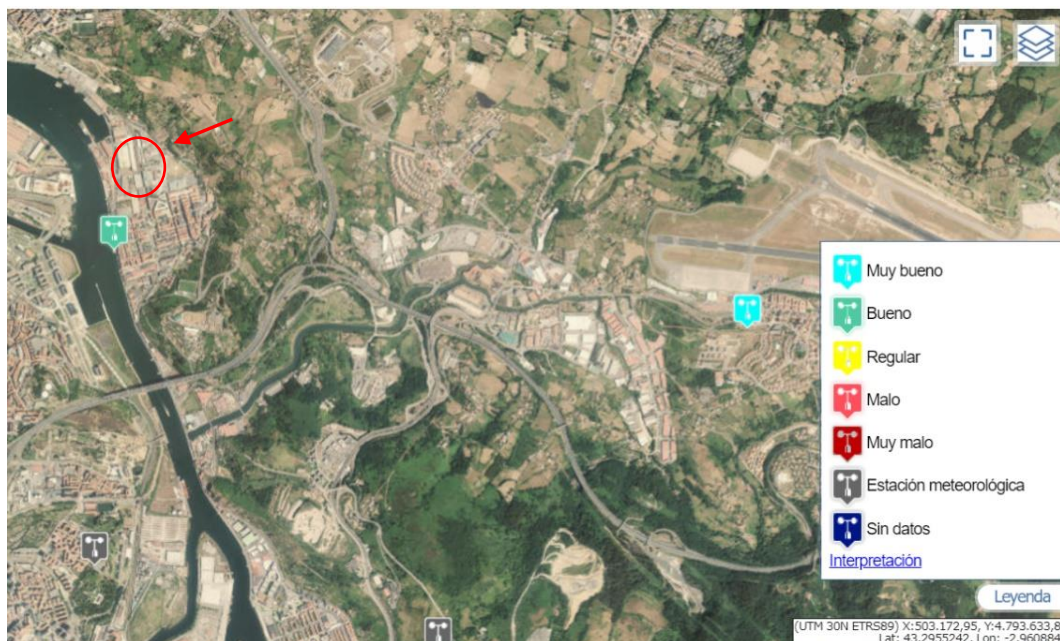 Muy bueno
Bueno
Regular
Malo
Muy malo
Estación meteorológica
Sin datos
Interpretación
Leyenda
(UTM 30N ETRS89) X:503.172,95, Y:4.793.633,8
Lat: 43.2955242, Lon: -2.96089